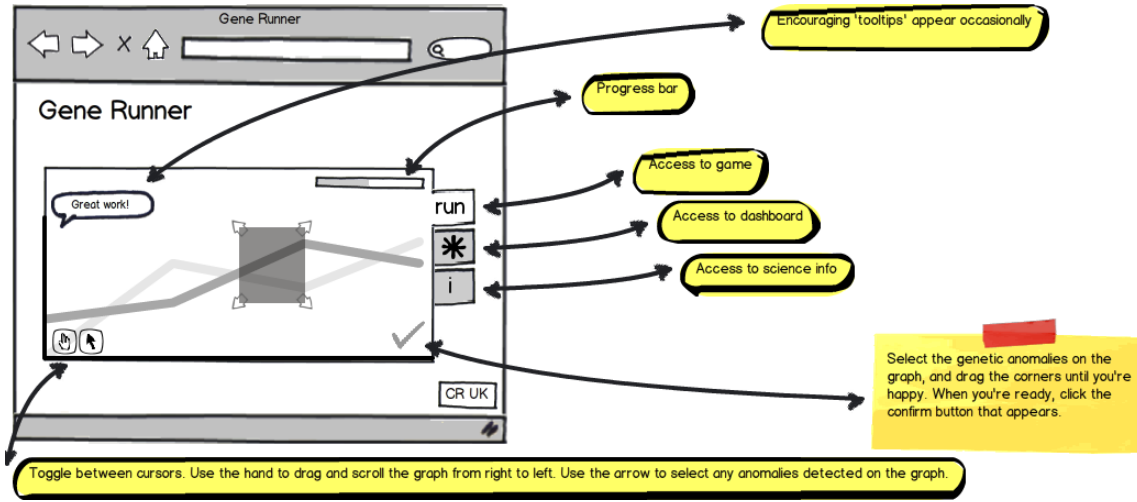 Gene Runner
Encouraging 'tooltips' appear occasionally
Progress bar
Gene Runner
Access to game
Great work!
run
Access to dashboard
Access to science info
i
Select the genetic anomalies on the
graph, and drag the corners until you're
happy. When you're ready, click the
confirm button that appears.
CR UK
Toggle between cursors. Use the hand to drag and scroll the graph from right to left. Use the arrow to select any anomalies detected on the graph.